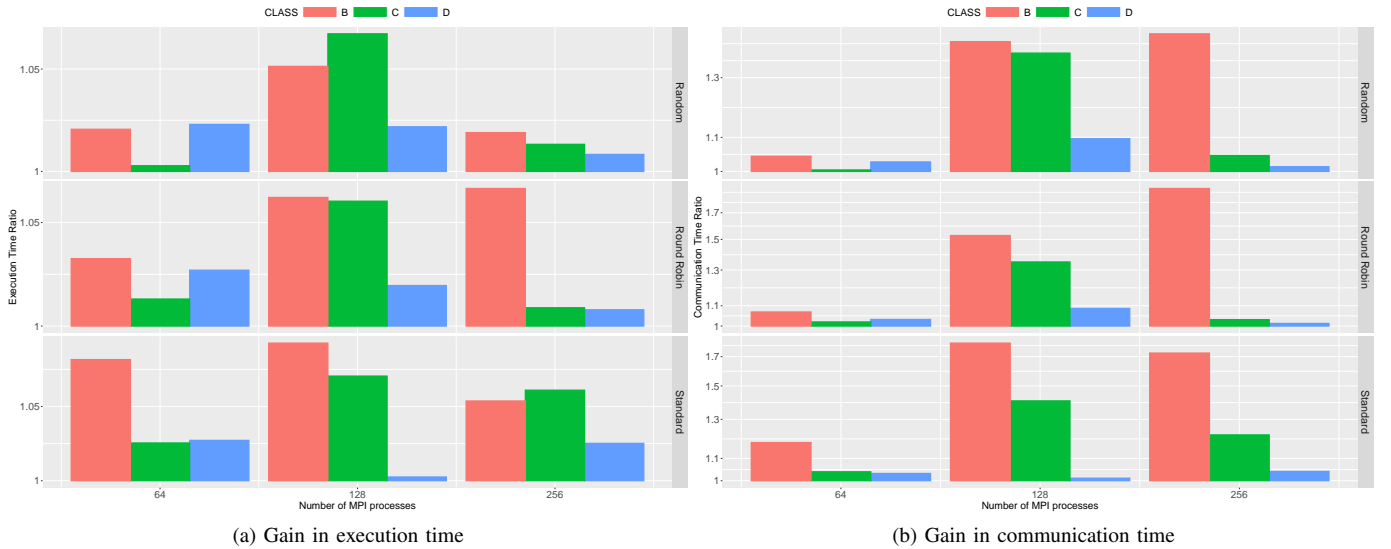 CLASS B C D
1.05
1
Random
1.05
1
Round Robin
1.05
1
Standard
Execution Time Ratio
64 128 256
Number of MPI processes
(a) Gain in execution time
CLASS B C D
1.3
1.1
1
Random
1.7
1.5
1.3
1.1
1
Round Robin
1.7
1.5
1.3
1.1
1
Standard
Communication Time Ratio
64 128 256
Number of MPI processes
(b) Gain in communication time